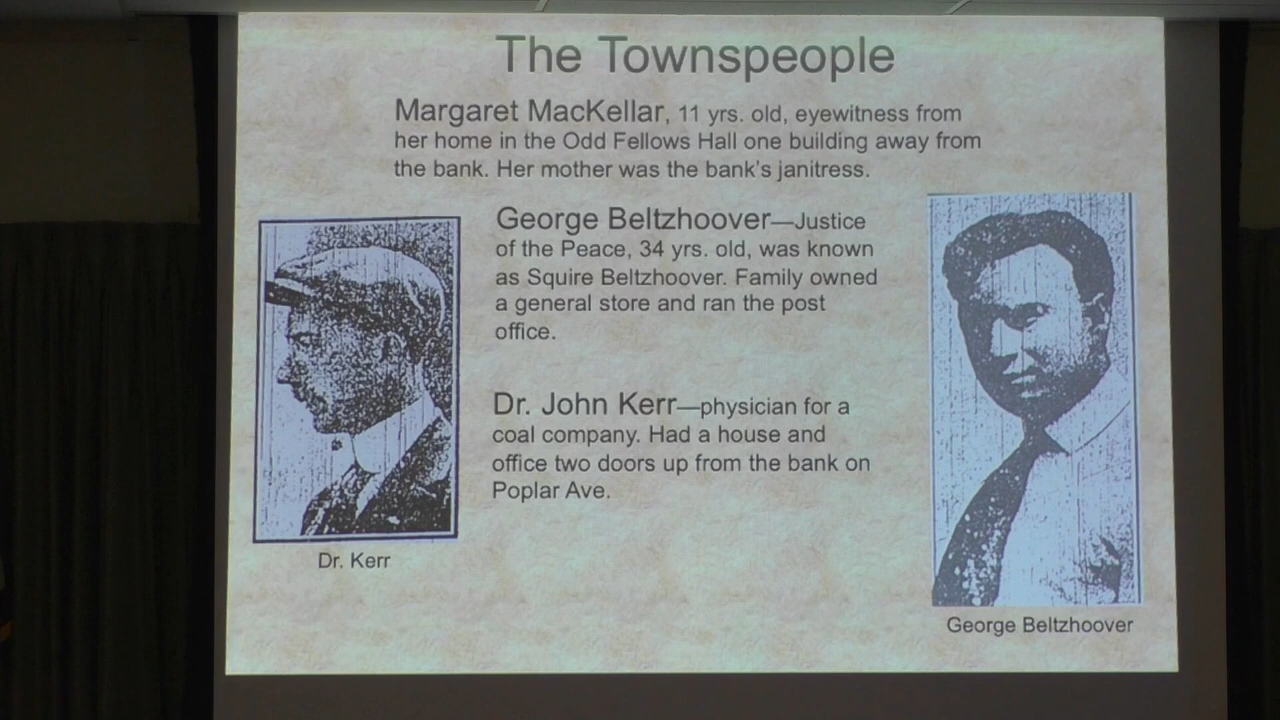 The Townspeople
Margaret MacKellar, 11 yrs. old, eyewitness from
her home in the Odd Fellows Hall one building away from
the bank. Her mother was the bank's janitress.
George Beltzhoover—Justice
of the Peace, 34 yrs. old, was known
as Squire Beltzhoover. Family owned
a general store and ran the post
office.
Dr. John Kerr—physician for a
coal company. Had a house and
office two doors up from the bank on
Poplar Ave.
Dr. Kerr
George Beltzhoover